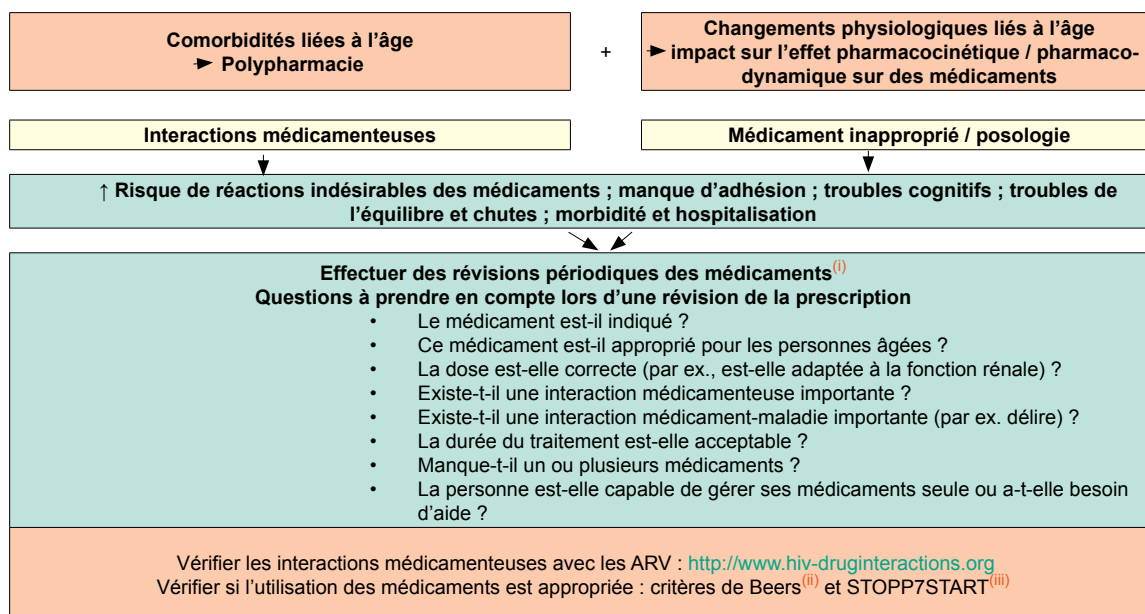 Comorbidités liées à l'âge
Polypharmacie
+
Changements physiologiques liés à l'âge
impact sur l'effet pharmacocinétique / pharmaco-
dynamique sur des médicaments
Interactions médicamenteuses
Médicament inapproprié / posologie
↑ Risque de réactions indésirables des médicaments ; manque d'adhésion ; troubles cognitifs ; troubles de
l'équilibre et chutes ; morbidité et hospitalisation
Effectuer des révisions périodiques des médicaments(i)
Questions à prendre en compte lors d'une révision de la prescription
• Le médicament est-il indiqué ?
• Ce médicament est-il approprié pour les personnes âgées ?
• La dose est-elle correcte (par ex., est-elle adaptée à la fonction rénale) ?
• Existe-t-il une interaction médicamenteuse importante ?
• Existe-t-il une interaction médicament-maladie importante (par ex. délire) ?
• La durée du traitement est-elle acceptable ?
• Manque-t-il un ou plusieurs médicaments ?
• La personne est-elle capable de gérer ses médicaments seule ou a-t-elle besoin
d'aide ?
Vérifier les interactions médicamenteuses avec les ARV : http://www.hiv-druginteractions.org
Vérifier si l'utilisation des médicaments est appropriée : critères de Beers(ii) et STOPP7START(iii)